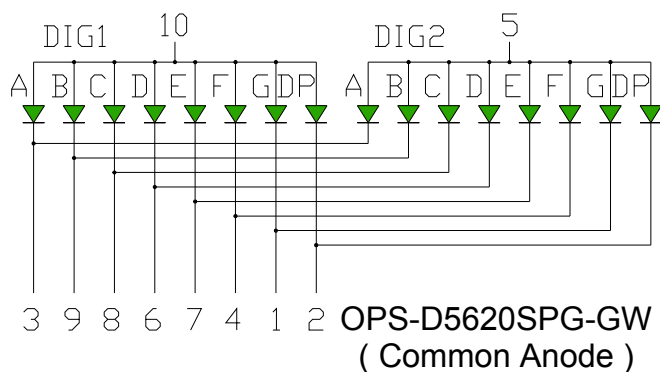 DIG1 10 DIG2 5
A B C D E F G DP A B C D E F G DP
3 9 8 6 7 4 1 2 OPS-D5620SPG-GW
( Common Anode )